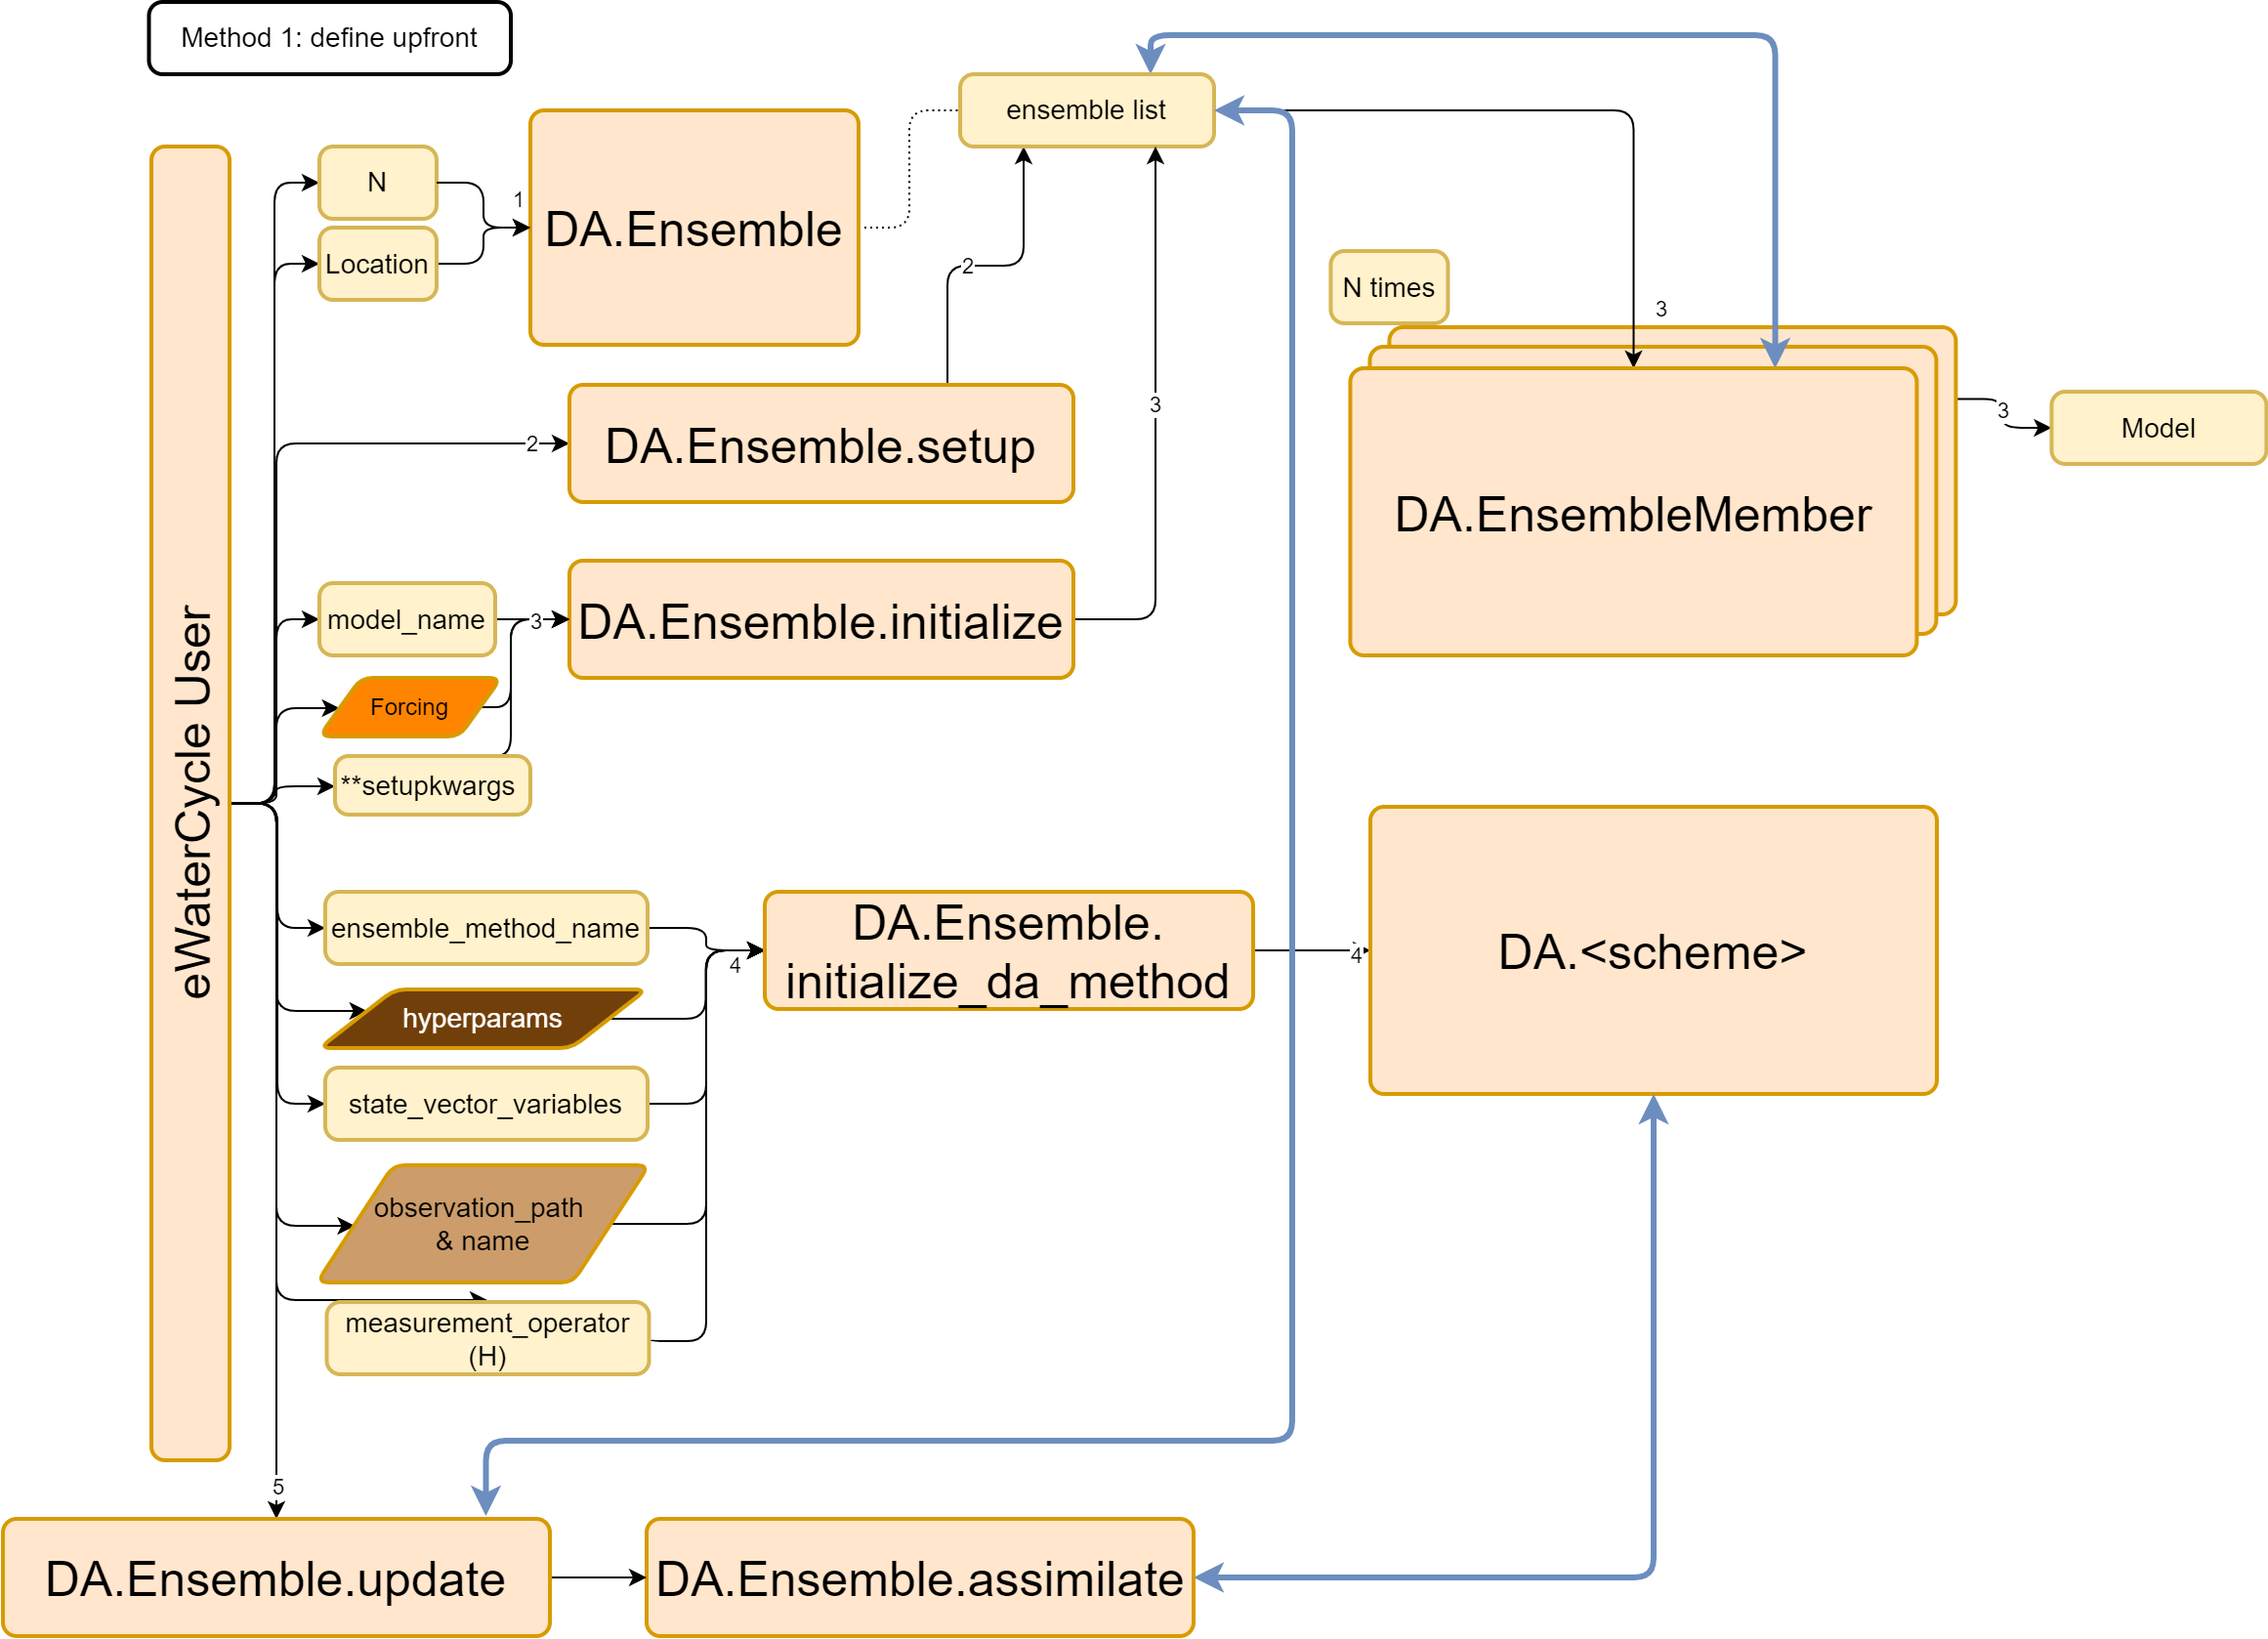 Method 1: define upfront
ensemble list
N
1
DA.Ensemble
Location
2
N times
3
3
2
DA.Ensemble.setup
3
Model
DA.EnsembleMember
model_name
3
DA.Ensemble.initialize
Forcing
**setupkwargs
eWaterCycle User
ensemble_method_name
4
DA.Ensemble.
initialize_da_method
4
DA.<scheme>
hyperparams
state_vector_variables
observation_path
& name
measurement_operator
(H)
5
DA.Ensemble.update
DA.Ensemble.assimilate